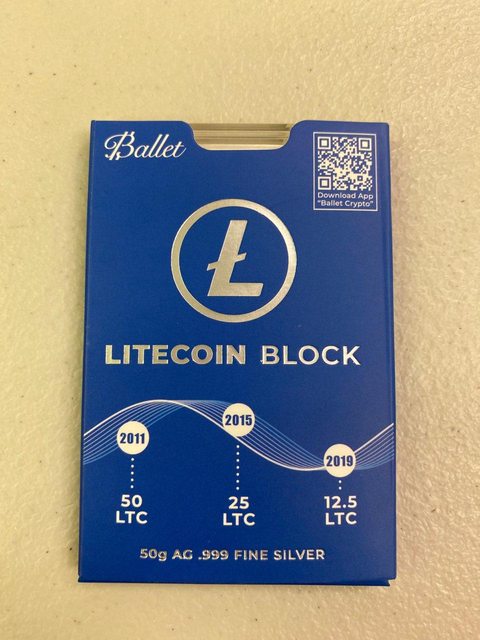 Ballet
Download App
"Ballet Crypto"
LITECOIN BLOCK
2011
2015
2019
50
LTC
25
LTC
12.5
LTC
50g AG .999 FINE SILVER